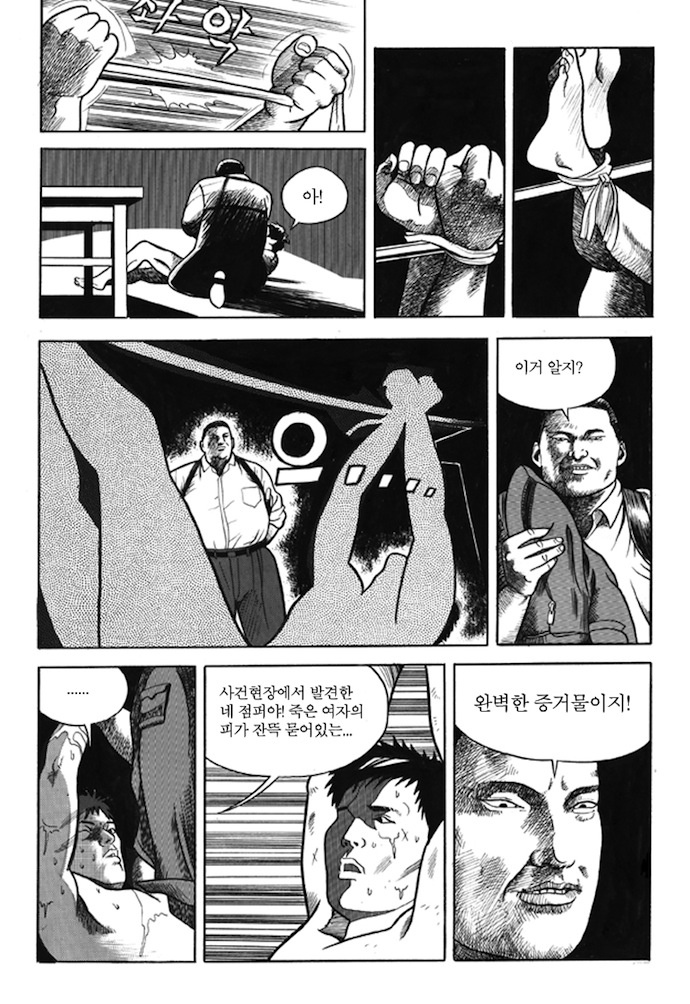 콰악
아!
으....
이거 알지?
......
사건현장에서 발견한
네 점퍼야! 죽은 여자의
피가 잔뜩 묻어있는...
완벽한 증거물이지!